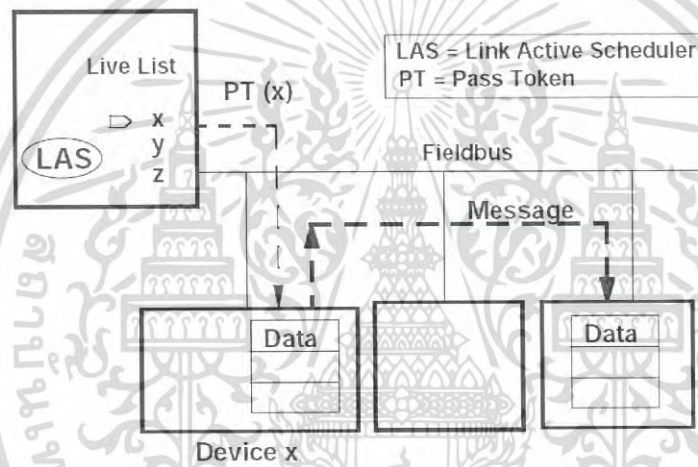 LAS = Link Active Scheduler
PT = Pass Token
Live List
PT (x)
x
y
z
LAS
Fieldbus
Message
Data
Data
Device x